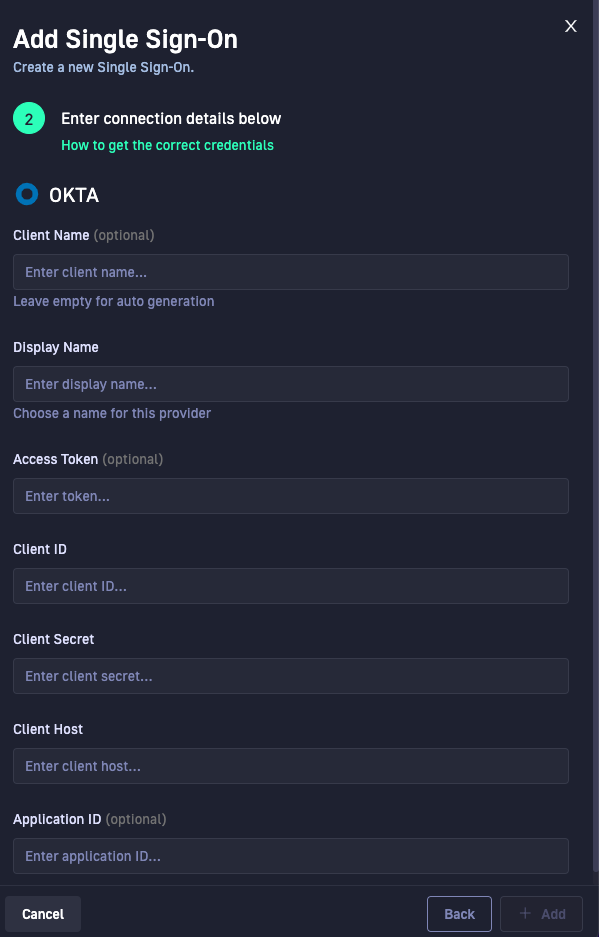 Add Single Sign-On
X
Create a new Single Sign-On.
2
Enter connection details below
How to get the correct credentials
OKTA
Client Name (optional)
Enter client name...
Leave empty for auto generation
Display Name
Enter display name...
Choose a name for this provider
Access Token (optional)
Enter token...
Client ID
Enter client ID...
Client Secret
Enter client secret...
Client Host
Enter client host...
Application ID (optional)
Enter application ID...
Cancel
Back
+ Add